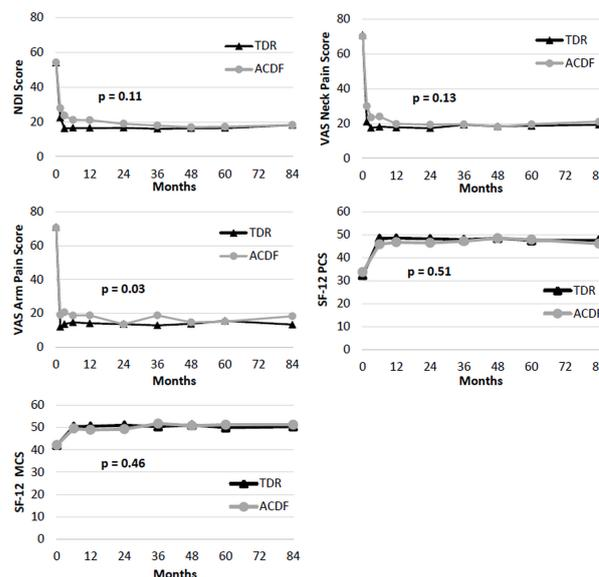 80
60
40
20
0
NDI Score
TDR
ACDF
p = 0.11
0 12 24 36 48 60 72 84
Months
80
60
40
20
0
VAS Neck Pain Score
TDR
ACDF
p = 0.13
0 12 24 36 48 60 72 84
Months
80
60
40
20
0
VAS Arm Pain Score
TDR
ACDF
p = 0.03
0 12 24 36 48 60 72 84
Months
60
50
40
30
20
10
0
SF-12 PCS
p = 0.51
TDR
ACDF
0 12 24 36 48 60 72 84
Months
60
50
40
30
20
10
0
SF-12 MCS
p = 0.46
TDR
ACDF
0 12 24 36 48 60 72 84
Months